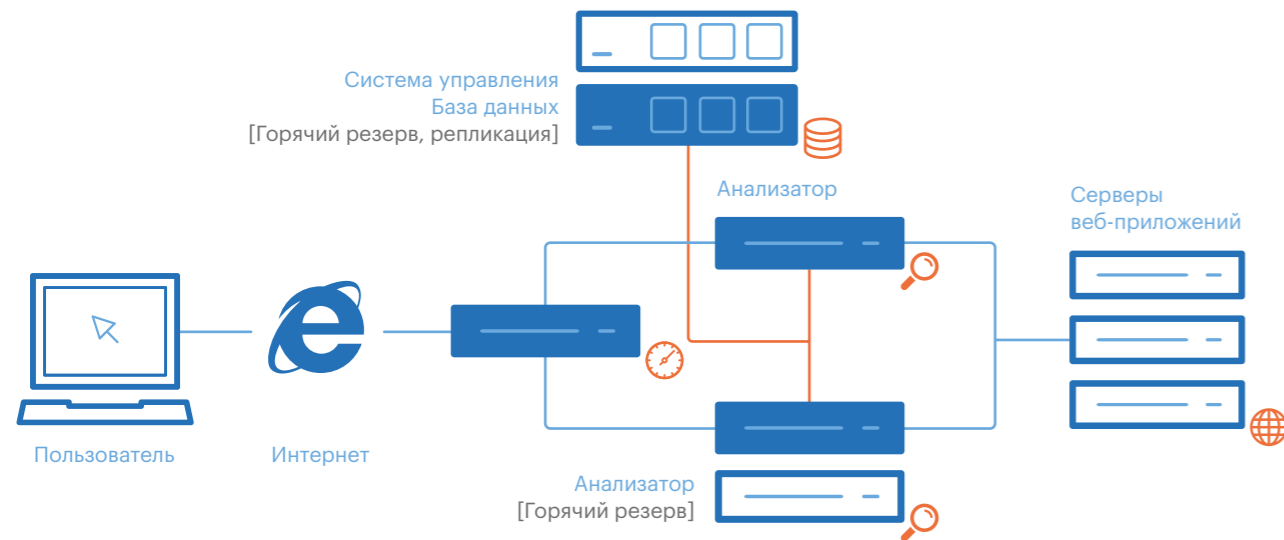 Система управления
База данных
[Горячий резерв, репликация]
Анализатор
Серверы
веб-приложений
Пользователь
Интернет
Анализатор
[Горячий резерв]